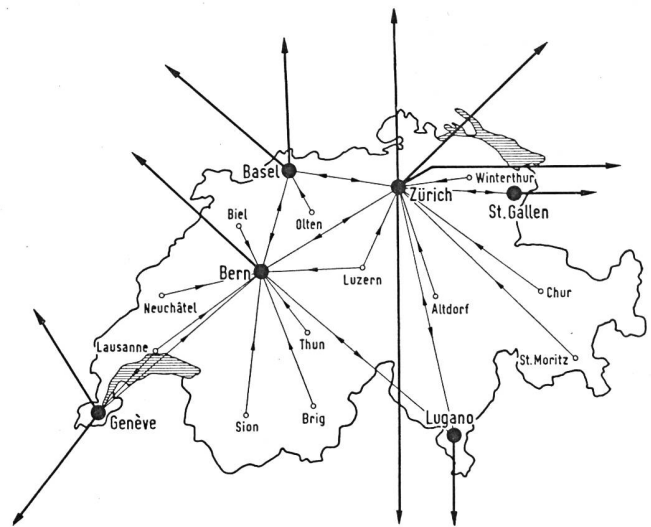 Basel
Winterthur
Zürich
St.Gallen
Biel
Olten
Bern
Luzern
Neuchâtel
Altdorf
Chur
Lausanne
Thun
St.Moritz
Genève
Sion
Brig
Lugano